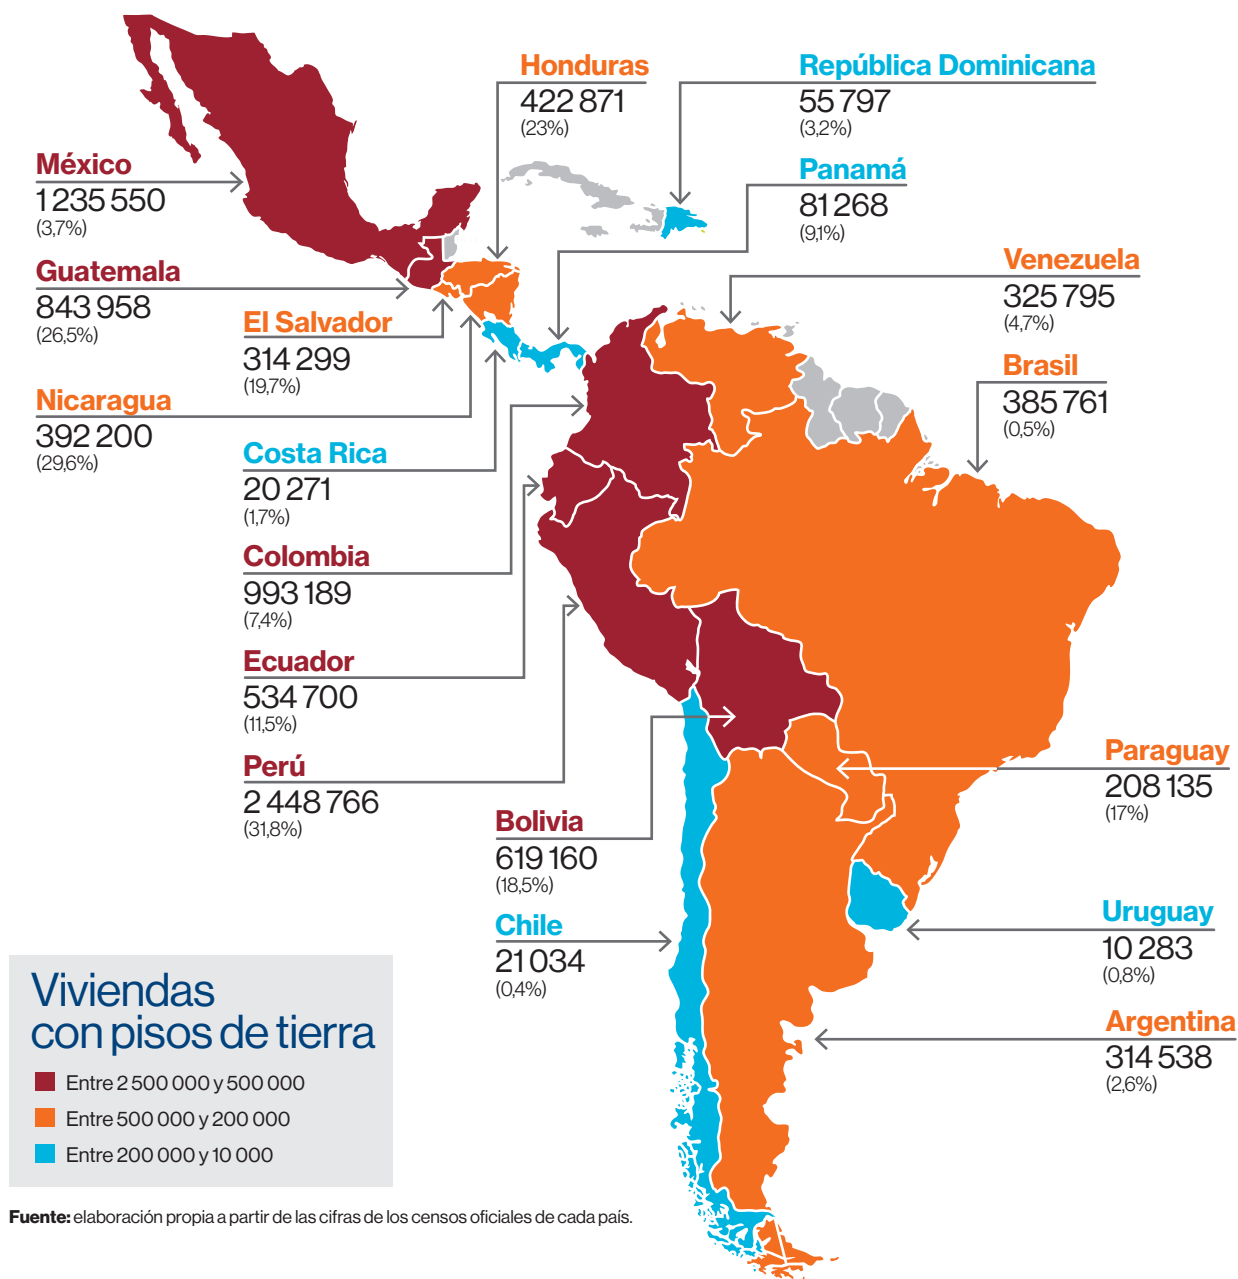 Honduras
422 871
(23%)
República Dominicana
55 797
(3,2%)
México
1 235 550
(3,7%)
Panamá
81 268
(9,1%)
Guatemala
843 958
(26,5%)
El Salvador
314 299
(19,7%)
Venezuela
325 795
(4,7%)
Brasil
385 761
(0,5%)
Nicaragua
392 200
(29,6%)
Costa Rica
20 271
(1,7%)
Colombia
993 189
(7,4%)
Ecuador
534 700
(11,5%)
Perú
2 448 766
(31,8%)
Bolivia
619 160
(18,5%)
Paraguay
208 135
(17%)
Chile
21 034
(0,4%)
Uruguay
10 283
(0,8%)
Argentina
314 538
(2,6%)
Viviendas
con pisos de tierra
Entre 2 500 000 y 500 000
Entre 500 000 y 200 000
Entre 200 000 y 10 000
Fuente: elaboración propia a partir de las cifras de los censos oficiales de cada país.